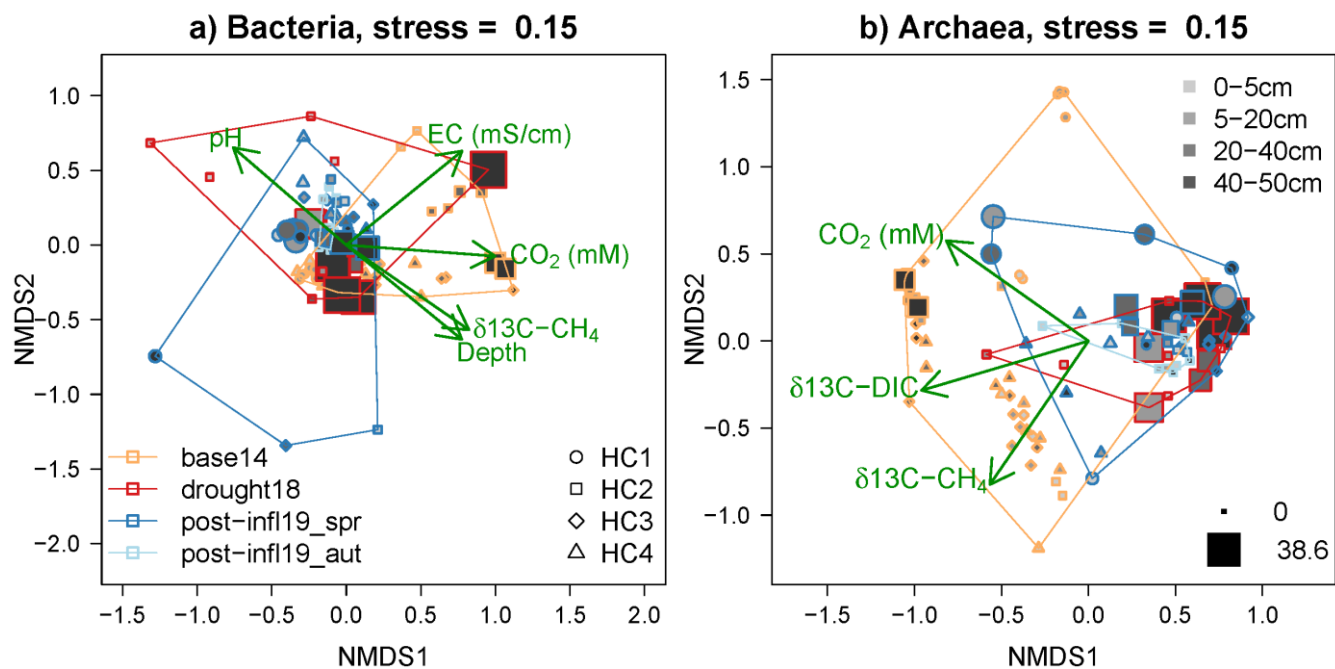 a) Bacteria, stress = 0.15
1.0
0.5
0.0
−0.5
−1.0
−1.5
−2.0
NMDS2
pH
EC (mS/cm)
CO₂ (mM)
δ13C−CH₄
Depth
base14
drought18
post-infl19_spr
post-infl19_aut
HC1
HC2
HC3
HC4
−1.5 −1.0 −0.5 0.0 0.5 1.0 1.5 2.0
NMDS1
b) Archaea, stress = 0.15
1.5
1.0
0.5
0.0
−0.5
−1.0
NMDS2
0−5cm
5−20cm
20−40cm
40−50cm
CO₂ (mM)
δ13C−DIC
δ13C−CH₄
0
38.6
−1.5 −1.0 −0.5 0.0 0.5 1.0 1.5
NMDS1